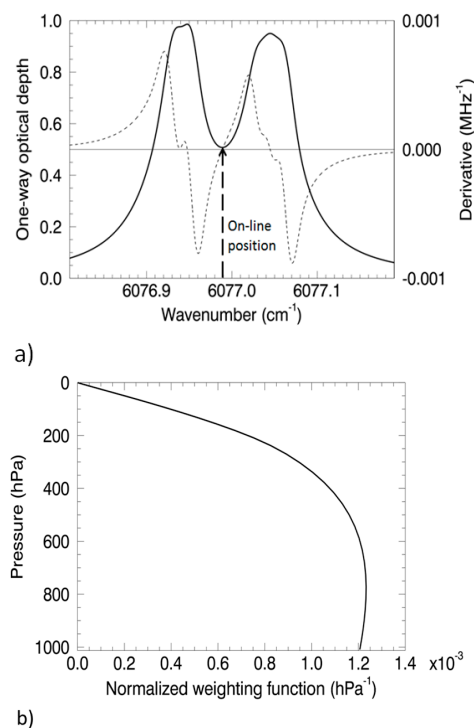 1.0
0.8
0.6
0.4
0.2
0.0
One-way optical depth
0.001
0.000
-0.001
Derivative (MHz⁻¹)
On-line
position
6076.9 6077.0 6077.1
Wavenumber (cm⁻¹)
a)
0
200
400
600
800
1000
Pressure (hPa)
0.0 0.2 0.4 0.6 0.8 1.0 1.2 1.4 x10⁻³
Normalized weighting function (hPa⁻¹)
b)